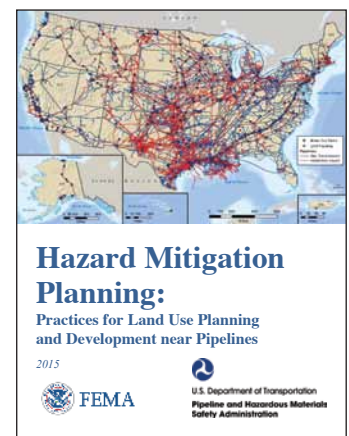 Hazard Mitigation
Planning:
Practices for Land Use Planning
and Development near Pipelines
2015
FEMA
U.S. Department of Transportation
Pipeline and Hazardous Materials
Safety Administration